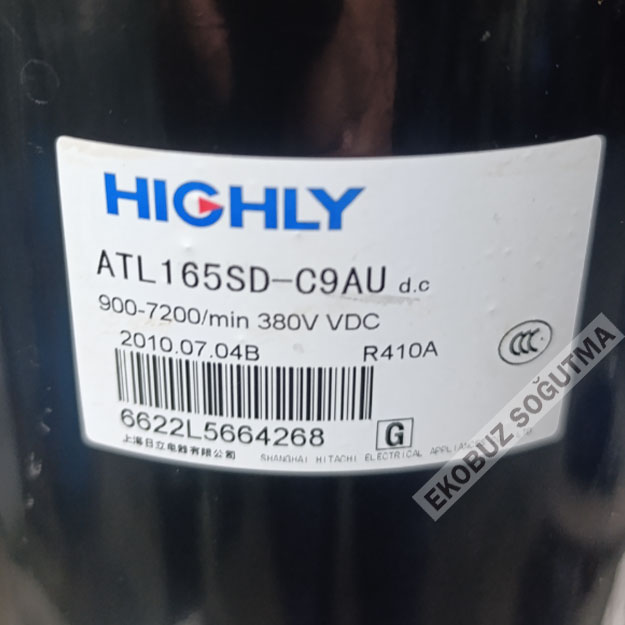 HIGHLY
ATL165SD-C9AU d.c
900-7200/min 380V VDC
2010.07.04B R410A
CCC
6622L5664268 G
上海日立电器有限公司 SHANGHAI HITACHI ELECTRICAL
EKOBUZ SOĞUTMA